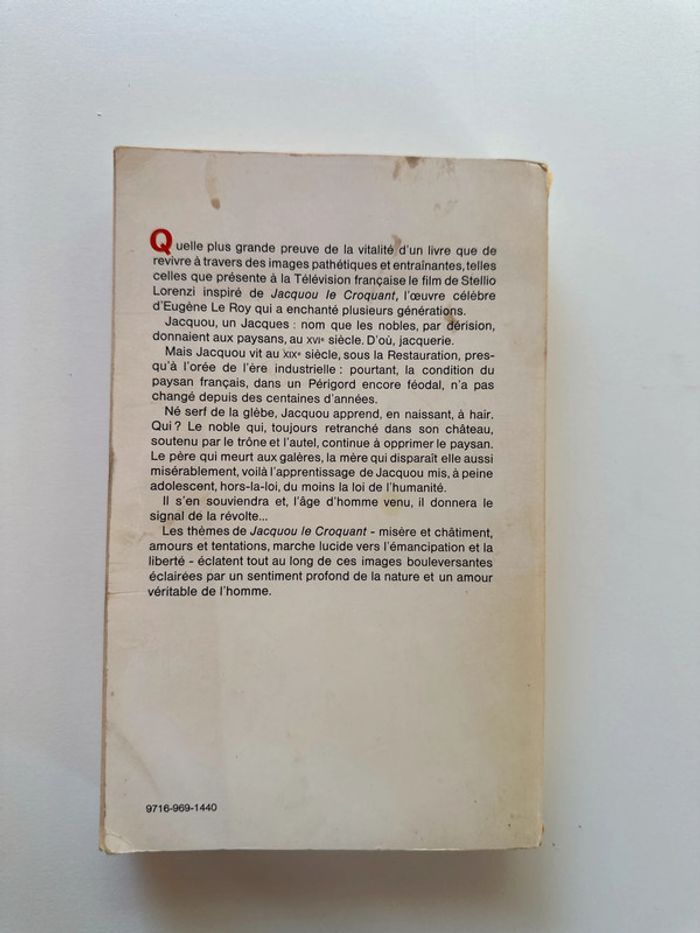 Quelle plus grande preuve de la vitalité d'un livre que de
revivre à travers des images pathétiques et entraînantes, telles
celles que présente à la Télévision française le film de Stellio
Lorenzi inspiré de Jacquou le Croquant, l'œuvre célèbre
d'Eugène Le Roy qui a enchanté plusieurs générations.
Jacquou, un Jacques : nom que les nobles, par dérision,
donnaient aux paysans, au XVIe siècle. D'où, jacquerie.
Mais Jacquou vit au XIXe siècle, sous la Restauration, pres-
qu'à l'orée de l'ère industrielle : pourtant, la condition du
paysan français, dans un Périgord encore féodal, n'a pas
changé depuis des centaines d'années.
Né serf de la glèbe, Jacquou apprend, en naissant, à haïr.
Qui ? Le noble qui, toujours retranché dans son château,
soutenu par le trône et l'autel, continue à opprimer le paysan.
Le père qui meurt aux galères, la mère qui disparaît elle aussi
misérablement, voilà l'apprentissage de Jacquou mis, à peine
adolescent, hors-la-loi, du moins la loi de l'humanité.
Il s'en souviendra et, l'âge d'homme venu, il donnera le
signal de la révolte...
Les thèmes de Jacquou le Croquant - misère et châtiment,
amours et tentations, marche lucide vers l'émancipation et la
liberté - éclatent tout au long de ces images bouleversantes
éclairées par un sentiment profond de la nature et un amour
véritable de l'homme.
9716-969-1440